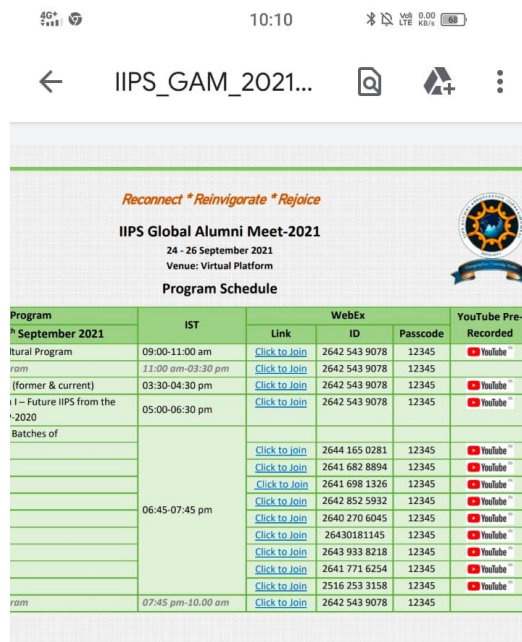 4G+
10:10
VoD LTE 0.00 KB/s 68
IIPS_GAM_2021...
Reconnect * Reinvigorate * Rejoice
IIPS Global Alumni Meet-2021
24 - 26 September 2021
Venue: Virtual Platform
Program Schedule
Program IST WebEx YouTube Pre-
September 2021 Link ID Passcode Recorded
ltural Program 09:00-11:00 am Click to Join 2642 543 9078 12345 YouTube
ram 11:00 am-03:30 pm Click to Join 2642 543 9078 12345
(former & current) 03:30-04:30 pm Click to Join 2642 543 9078 12345 YouTube
I – Future IIPS from the 05:00-06:30 pm Click to Join 2642 543 9078 12345 YouTube
-2020
Batches of
06:45-07:45 pm
Click to join 2644 165 0281 12345 YouTube
Click to Join 2641 682 8894 12345 YouTube
Click to Join 2641 698 1326 12345 YouTube
Click to Join 2642 852 5932 12345 YouTube
Click to Join 2640 270 6045 12345 YouTube
Click to Join 26430181145 12345 YouTube
Click to Join 2643 933 8218 12345 YouTube
Click to Join 2641 771 6254 12345 YouTube
Click to Join 2516 253 3158 12345 YouTube
ram 07:45 pm-10.00 am Click to Join 2642 543 9078 12345